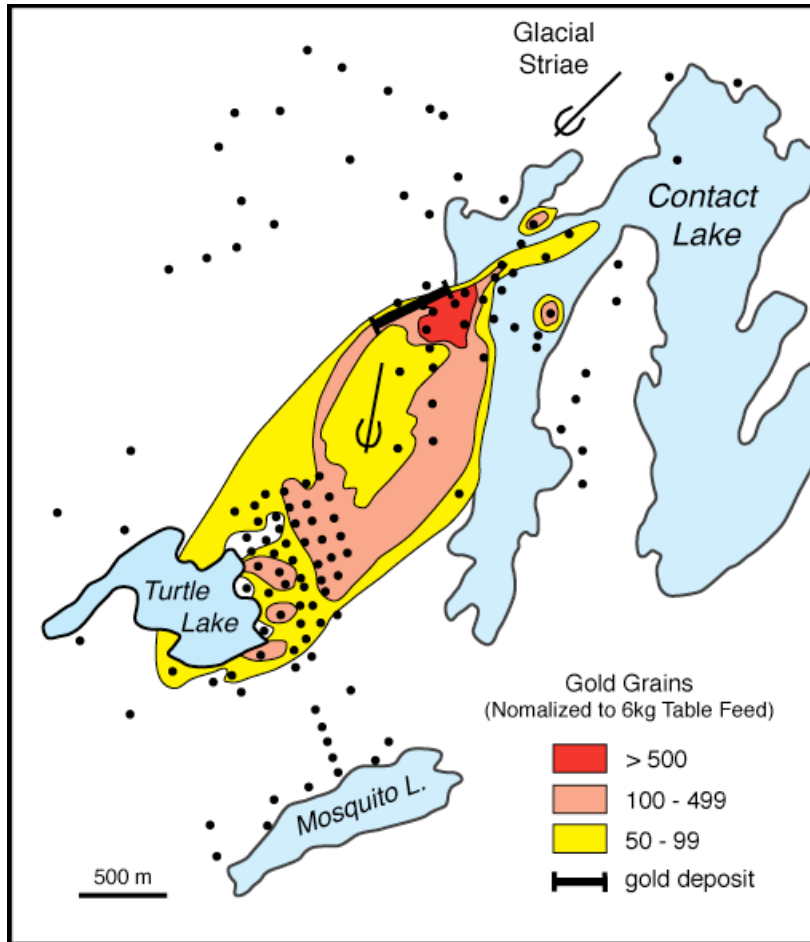 Glacial
Striae
Contact
Lake
Turtle
Lake
Mosquito L.
Gold Grains
(Nomalized to 6kg Table Feed)
> 500
100 - 499
50 - 99
gold deposit
500 m